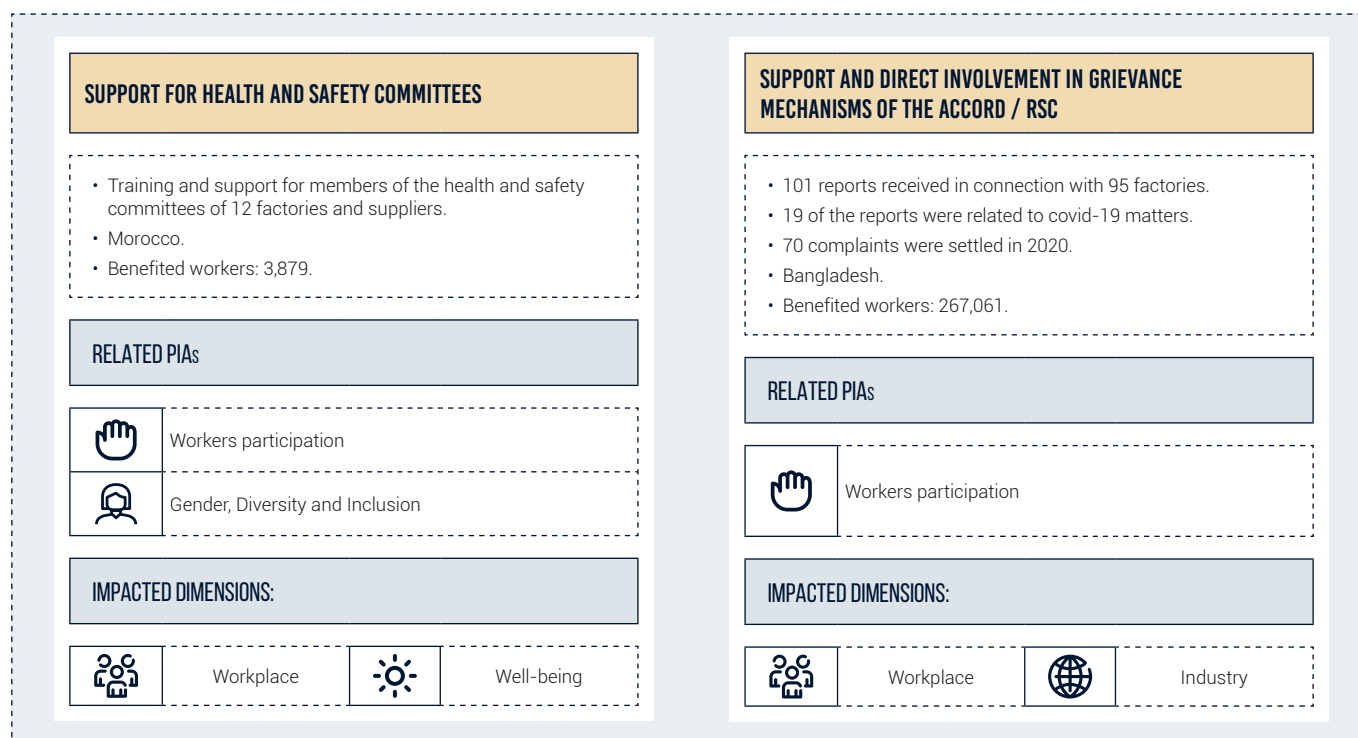 SUPPORT FOR HEALTH AND SAFETY COMMITTEES
• Training and support for members of the health and safety
committees of 12 factories and suppliers.
• Morocco.
• Benefited workers: 3,879.
RELATED PIAs
Workers participation
Gender, Diversity and Inclusion
IMPACTED DIMENSIONS:
Workplace
Well-being
SUPPORT AND DIRECT INVOLVEMENT IN GRIEVANCE
MECHANISMS OF THE ACCORD / RSC
• 101 reports received in connection with 95 factories.
• 19 of the reports were related to covid-19 matters.
• 70 complaints were settled in 2020.
• Bangladesh.
• Benefited workers: 267,061.
RELATED PIAs
Workers participation
IMPACTED DIMENSIONS:
Workplace
Industry